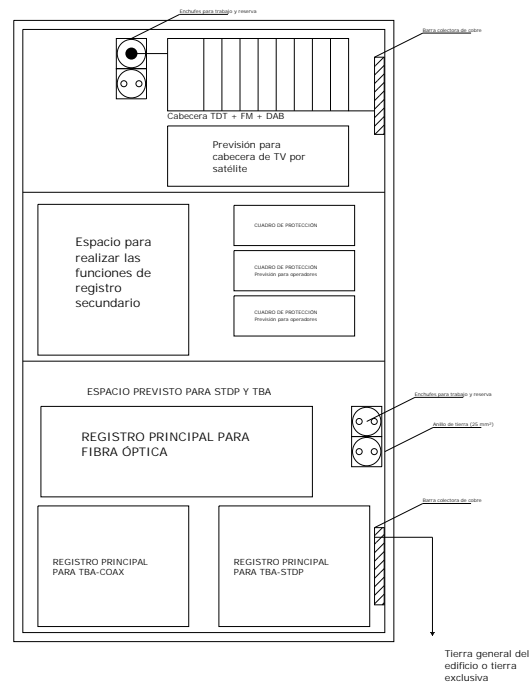 Enchufes para trabajo y reserva
Barra colectora de cobre
Cabecera TDT + FM + DAB
Previsión para
cabecera de TV por
satélite
Espacio para
realizar las
funciones de
registro
secundario
CUADRO DE PROTECCIÓN
CUADRO DE PROTECCIÓN
Previsión para operadores
CUADRO DE PROTECCIÓN
Previsión para operadores
ESPACIO PREVISTO PARA STDP Y TBA
Enchufes para trabajo y reserva
REGISTRO PRINCIPAL PARA
FIBRA ÓPTICA
Anillo de tierra (25 mm²)
Barra colectora de cobre
REGISTRO PRINCIPAL
PARA TBA-COAX
REGISTRO PRINCIPAL
PARA TBA-STDP
Tierra general del
edificio o tierra
exclusiva